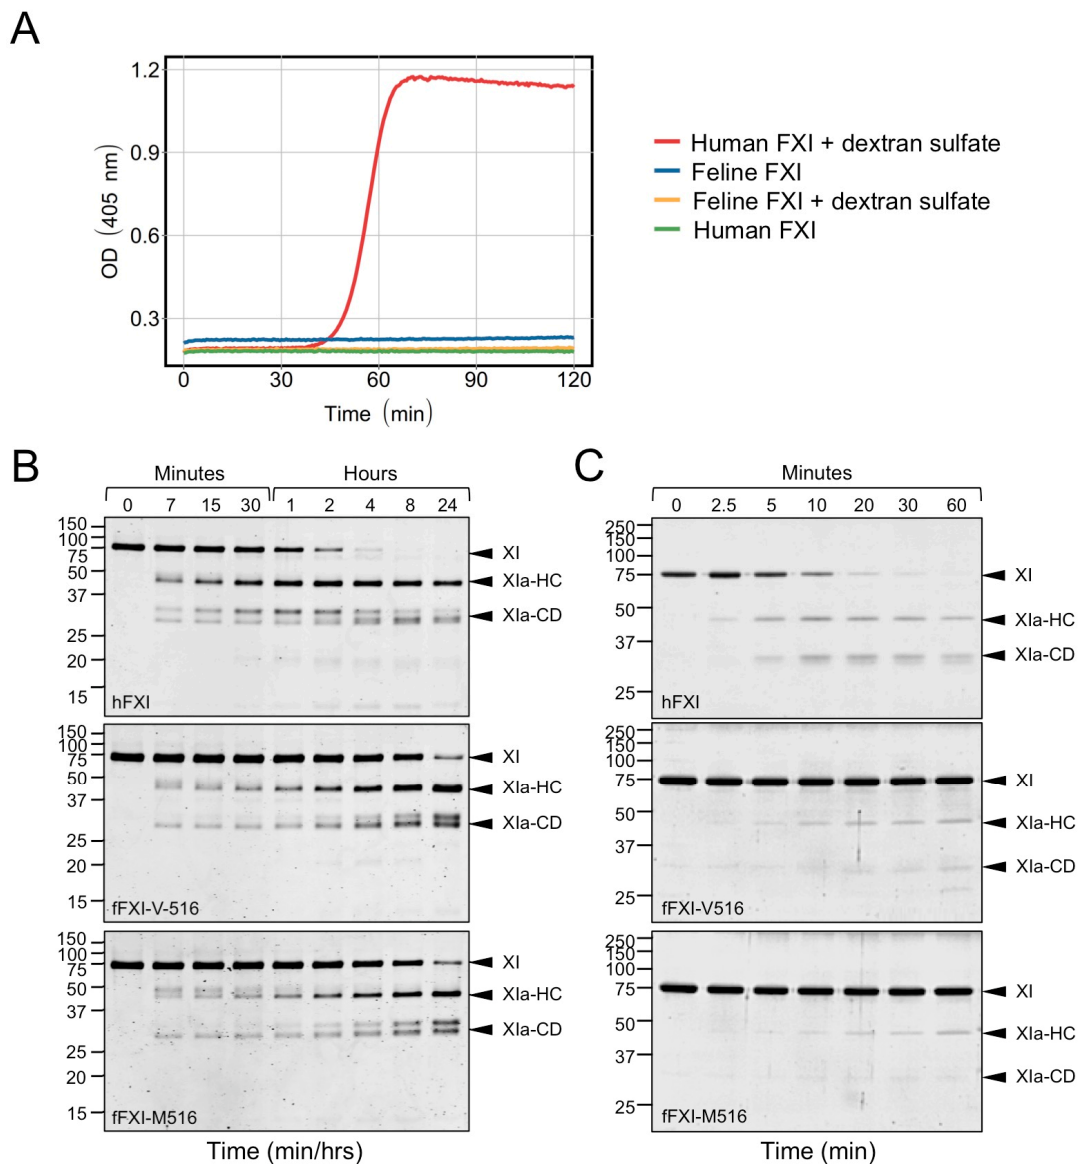 A
1.2
0.9
0.6
0.3
OD (405 nm)
0 30 60 90 120
Time (min)
Human FXI + dextran sulfate
Feline FXI
Feline FXI + dextran sulfate
Human FXI
B
Minutes Hours
0 7 15 30 1 2 4 8 24
150
100
75
50
37
25
20
15
XI
XIa-HC
XIa-CD
hFXI
150
100
75
50
37
25
20
15
XI
XIa-HC
XIa-CD
fFXI-V-516
150
100
75
50
37
25
20
15
XI
XIa-HC
XIa-CD
fFXI-M516
Time (min/hrs)
C
Minutes
0 2.5 5 10 20 30 60
250
150
100
75
50
37
25
XI
XIa-HC
XIa-CD
hFXI
250
150
100
75
50
37
25
XI
XIa-HC
XIa-CD
fFXI-V516
250
150
100
75
50
37
25
XI
XIa-HC
XIa-CD
fFXI-M516
Time (min)